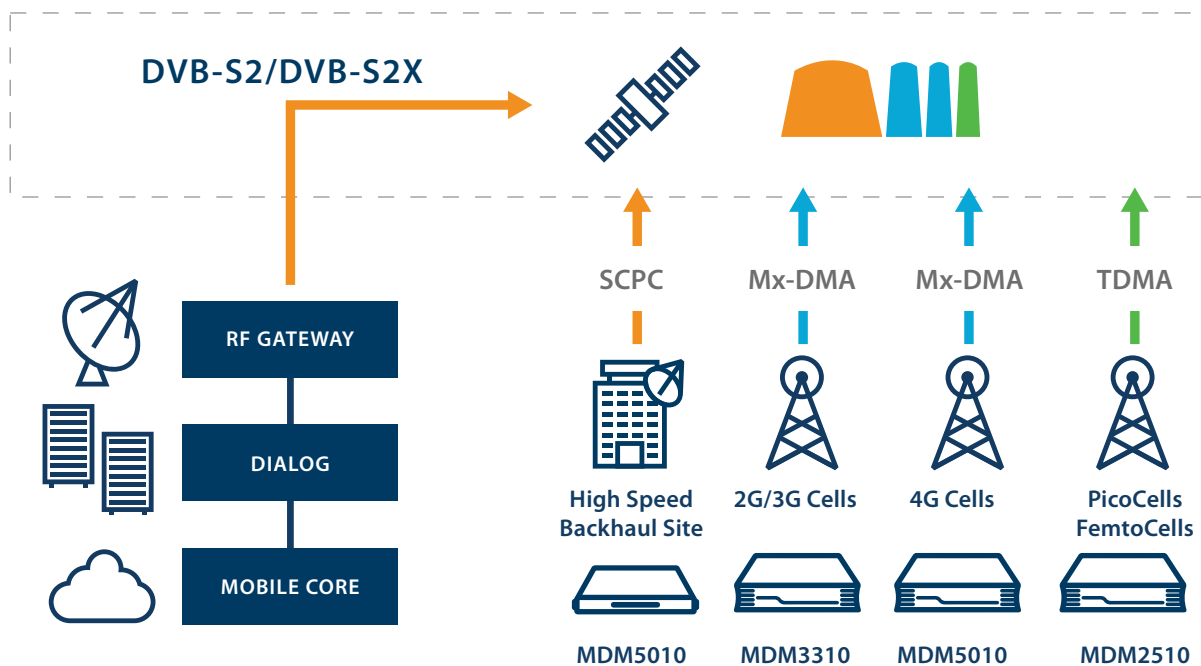 DVB-S2/DVB-S2X
RF GATEWAY
DIALOG
MOBILE CORE
SCPC
Mx-DMA
Mx-DMA
TDMA
High Speed
Backhaul Site
2G/3G Cells
4G Cells
PicoCells
FemtoCells
MDM5010
MDM3310
MDM5010
MDM2510